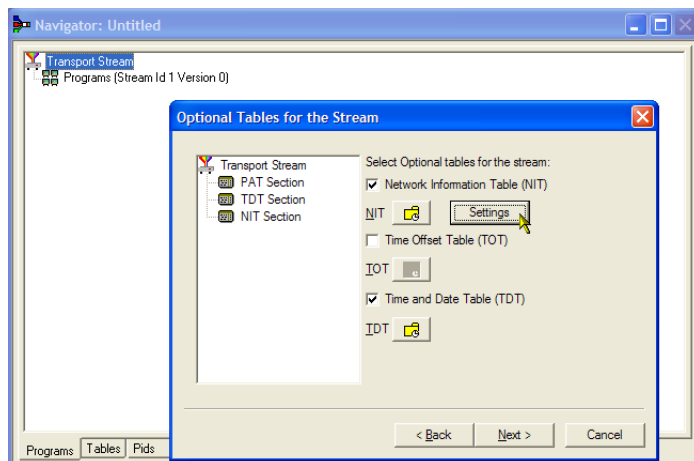 Navigator: Untitled
Transport Stream
Programs (Stream Id 1 Version 0)
Optional Tables for the Stream
Transport Stream
PAT Section
TDT Section
NIT Section
Select Optional tables for the stream:
Network Information Table (NIT)
NIT
Settings
Time Offset Table (TOT)
TOT
Time and Date Table (TDT)
TDT
< Back
Next >
Cancel
Programs
Tables
Pids